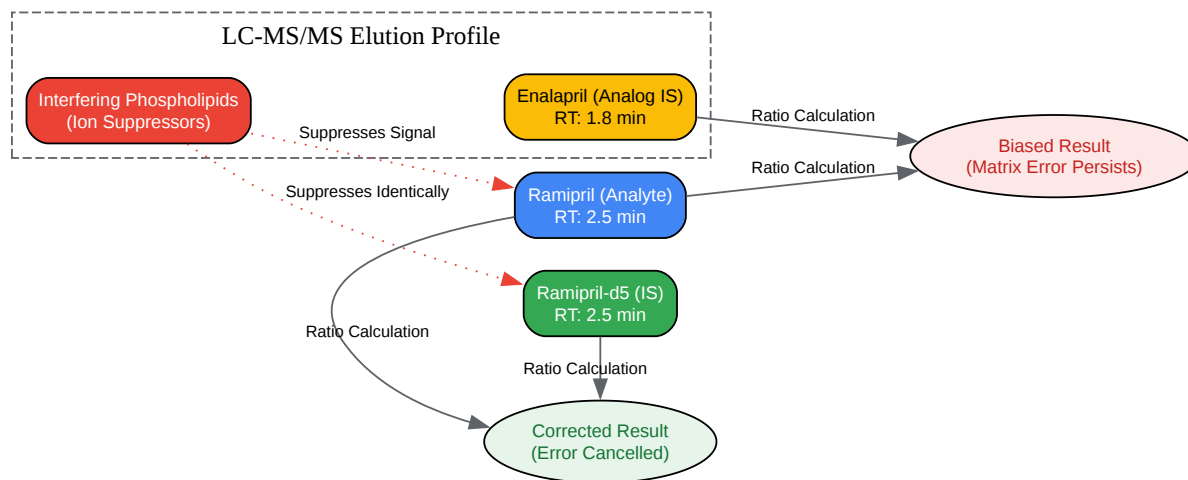 LC-MS/MS Elution Profile
Interfering Phospholipids
(Ion Suppressors)
Enalapril (Analog IS)
RT: 1.8 min
Suppresses Signal
Ratio Calculation
Biased Result
(Matrix Error Persists)
Ratio Calculation
Suppresses Identically
Ramipril (Analyte)
RT: 2.5 min
Ramipril-d5 (IS)
RT: 2.5 min
Ratio Calculation
Ratio Calculation
Corrected Result
(Error Cancelled)